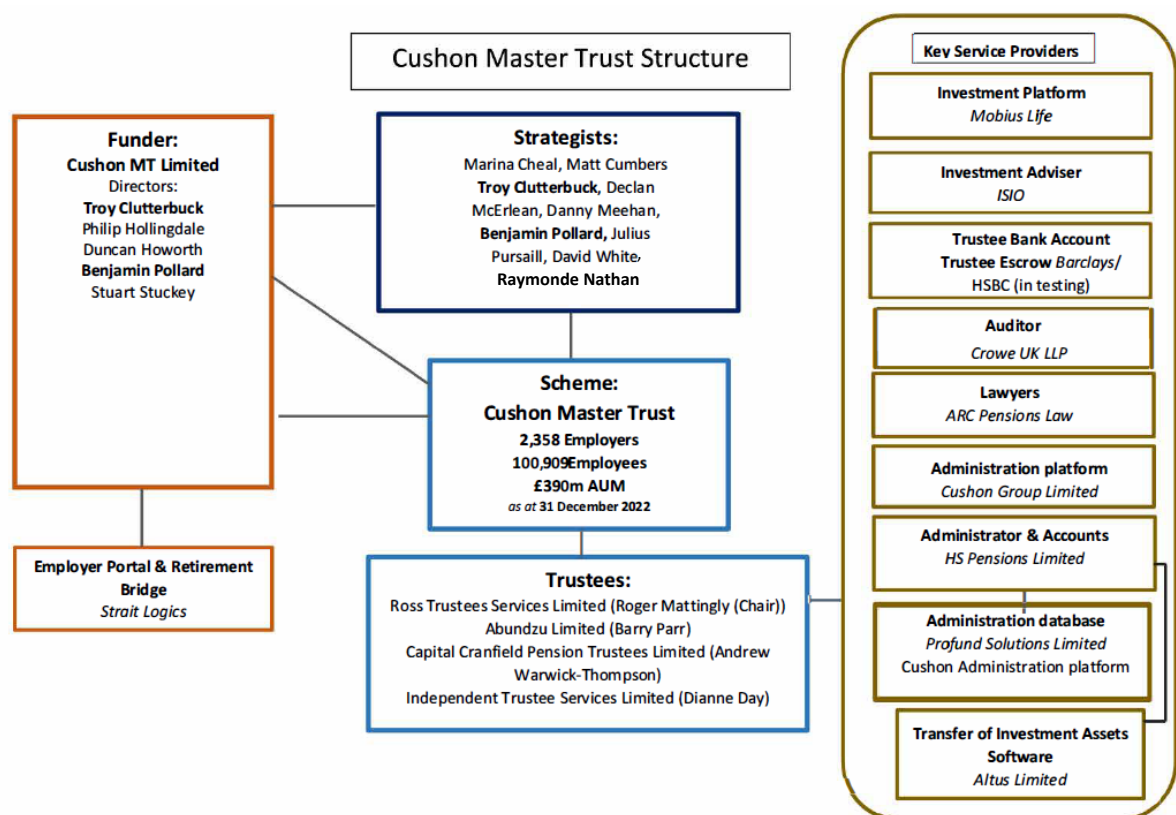 Cushon Master Trust Structure
Funder:
Cushon MT Limited
Directors:
Troy Clutterbuck
Philip Hollingdale
Duncan Howorth
Benjamin Pollard
Stuart Stuckey
Employer Portal & Retirement
Bridge
Strait Logics
Strategists:
Marina Cheal, Matt Cumbers
Troy Clutterbuck, Declan
McErlean, Danny Meehan,
Benjamin Pollard, Julius
Pursaill, David White,
Raymonde Nathan
Scheme:
Cushon Master Trust
2,358 Employers
100,909Employees
£390m AUM
as at 31 December 2022
Trustees:
Ross Trustees Services Limited (Roger Mattingly (Chair))
Abundzu Limited (Barry Parr)
Capital Cranfield Pension Trustees Limited (Andrew
Warwick-Thompson)
Independent Trustee Services Limited (Dianne Day)
Key Service Providers
Investment Platform
Mobius Life
Investment Adviser
ISIO
Trustee Bank Account
Trustee Escrow Barclays/
HSBC (in testing)
Auditor
Crowe UK LLP
Lawyers
ARC Pensions Law
Administration platform
Cushon Group Limited
Administrator & Accounts
HS Pensions Limited
Administration database
Profund Solutions Limited
Cushon Administration platform
Transfer of Investment Assets
Software
Altus Limited